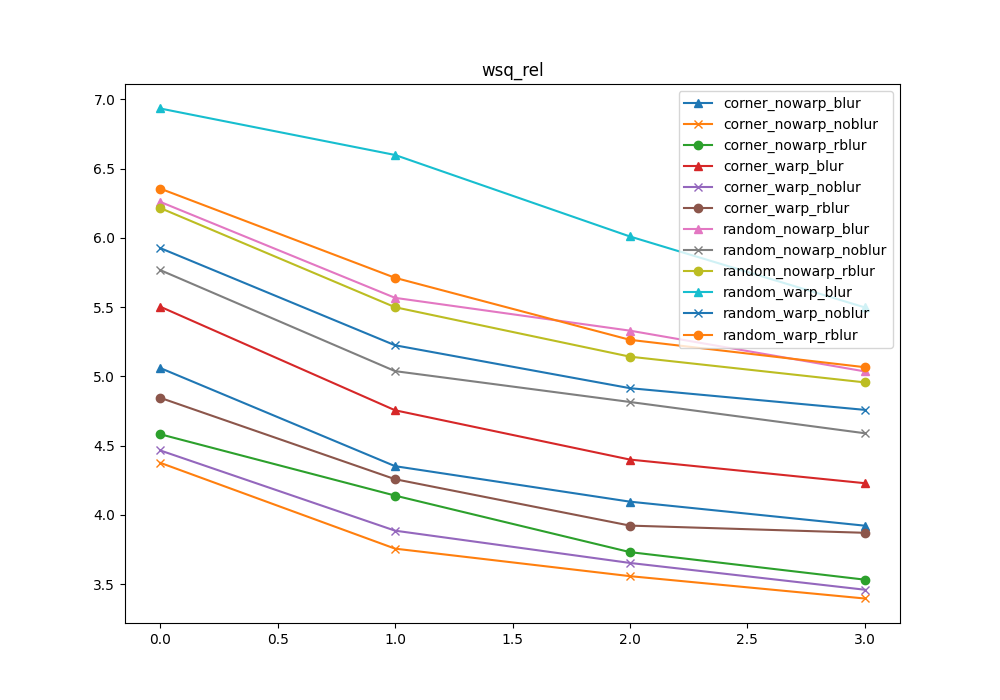 wsq_rel
7.0
6.5
6.0
5.5
5.0
4.5
4.0
3.5
0.0
0.5
1.0
1.5
2.0
2.5
3.0
corner_nowarp_blur
corner_nowarp_noblur
corner_nowarp_rblur
corner_warp_blur
corner_warp_noblur
corner_warp_rblur
random_nowarp_blur
random_nowarp_noblur
random_nowarp_rblur
random_warp_blur
random_warp_noblur
random_warp_rblur